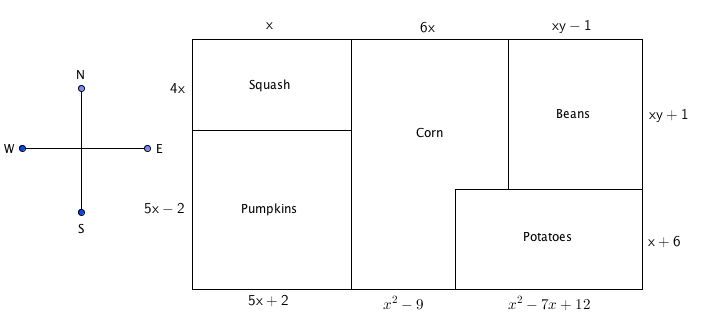 x 6x xy − 1
N
4x Squash
Beans
xy + 1
Corn
W E
5x − 2 Pumpkins
S
Potatoes
x + 6
5x + 2 x² − 9 x² − 7x + 12